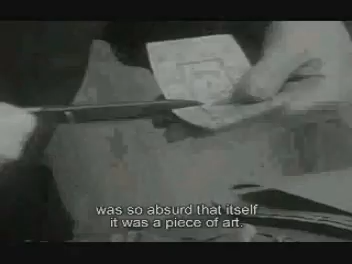 was so absurd that itself
it was a piece of art.